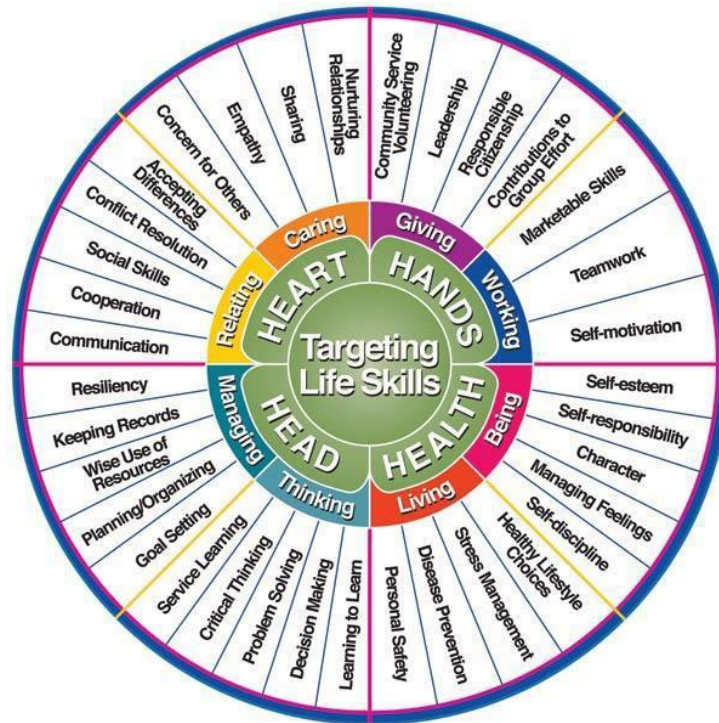 Targeting
Life Skills
HEART
HANDS
HEALTH
HEAD
Caring
Giving
Working
Being
Living
Thinking
Managing
Relating
Nurturing
Relationships
Sharing
Empathy
Concern for Others
Accepting
Differences
Conflict Resolution
Social Skills
Cooperation
Communication
Community Service
Volunteering
Leadership
Responsible
Citizenship
Contributions to
Group Effort
Marketable Skills
Teamwork
Self-motivation
Self-esteem
Self-responsibility
Character
Managing Feelings
Self-discipline
Healthy Lifestyle
Choices
Stress Management
Disease Prevention
Personal Safety
Learning to Learn
Decision Making
Problem Solving
Critical Thinking
Service Learning
Goal Setting
Planning/Organizing
Wise Use of
Resources
Keeping Records
Resiliency